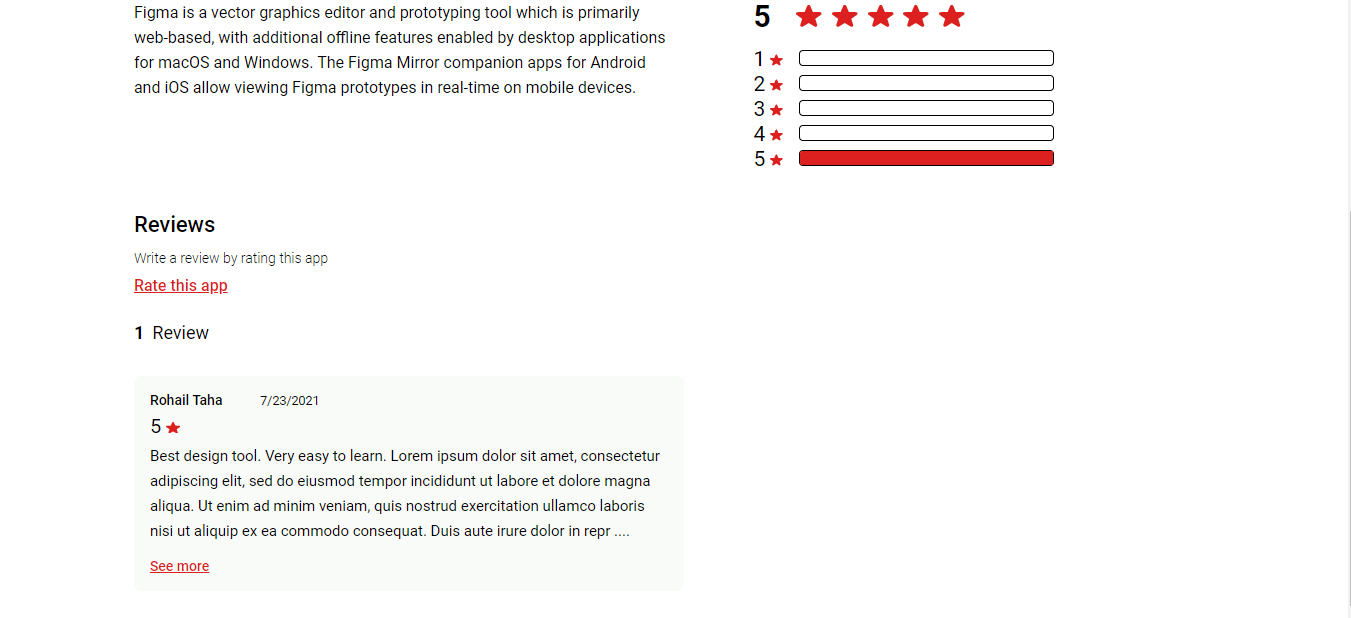 Figma is a vector graphics editor and prototyping tool which is primarily
web-based, with additional offline features enabled by desktop applications
for macOS and Windows. The Figma Mirror companion apps for Android
and iOS allow viewing Figma prototypes in real-time on mobile devices.
5
1
2
3
4
5
Reviews
Write a review by rating this app
Rate this app
1 Review
Rohail Taha 7/23/2021
5
Best design tool. Very easy to learn. Lorem ipsum dolor sit amet, consectetur
adipiscing elit, sed do eiusmod tempor incididunt ut labore et dolore magna
aliqua. Ut enim ad minim veniam, quis nostrud exercitation ullamco laboris
nisi ut aliquip ex ea commodo consequat. Duis aute irure dolor in repr ....
See more